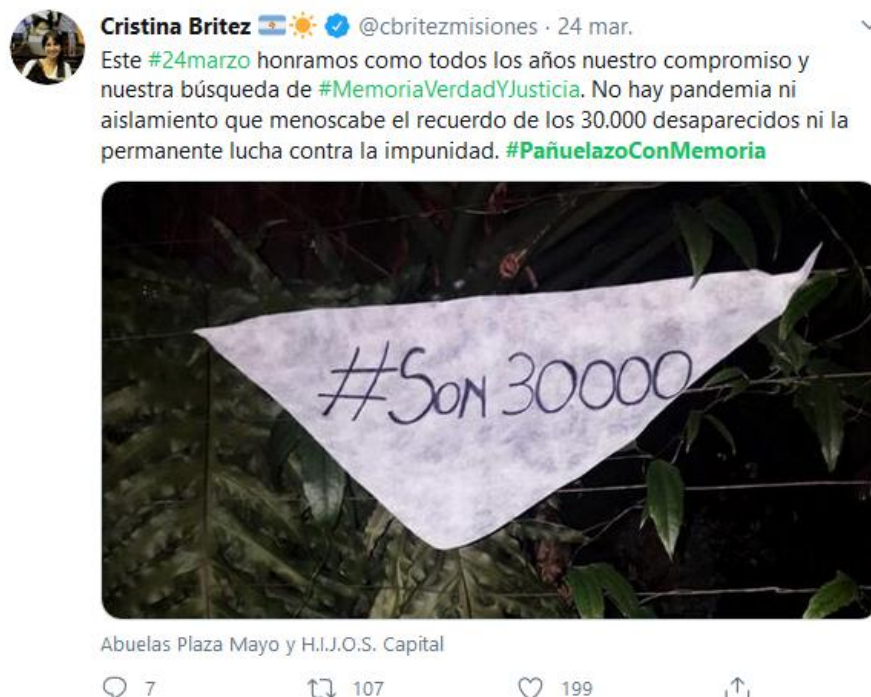 Cristina Britez @cbritezmisiones · 24 mar.
Este #24marzo honramos como todos los años nuestro compromiso y
nuestra búsqueda de #MemoriaVerdadYJusticia. No hay pandemia ni
aislamiento que menoscabe el recuerdo de los 30.000 desaparecidos ni la
permanente lucha contra la impunidad. #PañuelazoConMemoria
#SON 30000
Abuelas Plaza Mayo y H.I.J.O.S. Capital
7 107 199